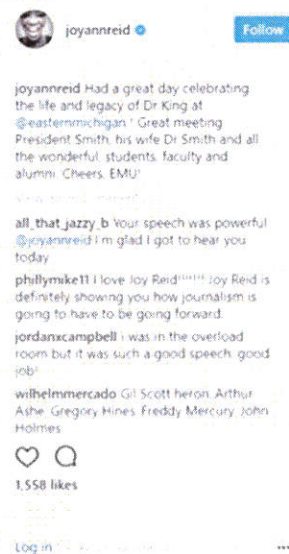 joyannreid
Follow
joyannreid Had a great day celebrating
the life and legacy of Dr King at
@easternmichigan ! Great meeting
President Smith, his wife Dr Smith and all
the wonderful, students, faculty and
alumni. Cheers, EMU!
all_that_jazzy_b Your speech was powerful
@joyannreid I'm glad I got to hear you
today
phillymike11 I love Joy Reid!!!!!!! Joy Reid is
definitely showing you how journalism is
going to have to be going forward.
jordanxcampbell i was in the overload
room but it was such a good speech, good
job!
wilhelmmercado Gil Scott heron. Arthur
Ashe. Gregory Hines. Freddy Mercury. John
Holmes
1,558 likes
Log in